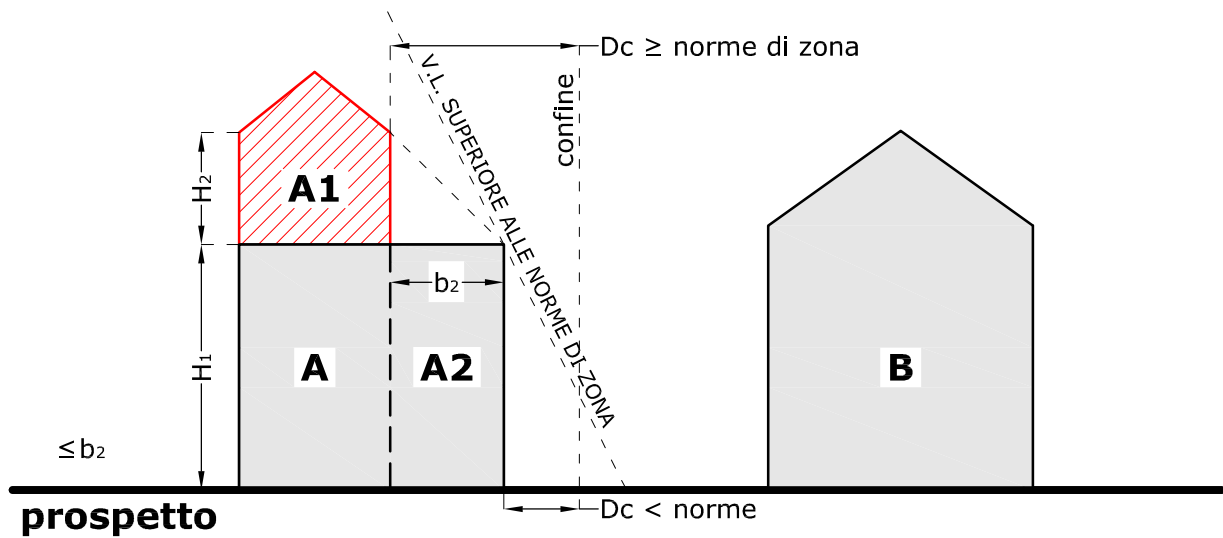 Dc ≥ norme di zona
V.L. SUPERIORE ALLE NORME DI ZONA
confine
H2
A1
b2
H1
A
A2
B
≤b2
Dc < norme
prospetto